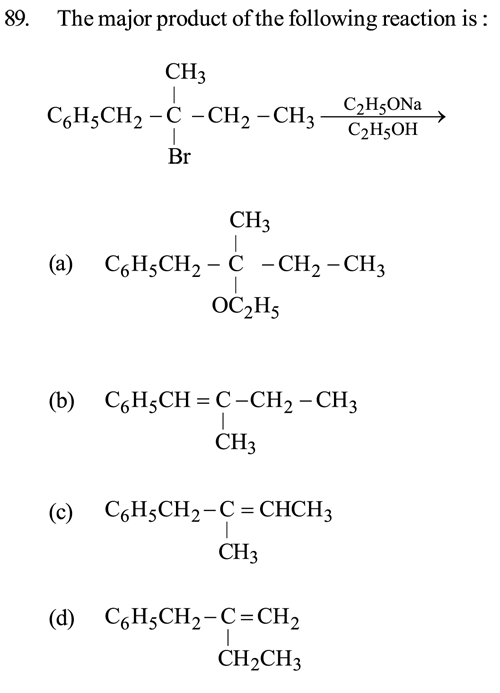 89. The major product of the following reaction is :
CH3
|
C6H5CH2 – C – CH2 – CH3 C2H5ONa / C2H5OH →
|
Br
(a) CH3
|
C6H5CH2 – C – CH2 – CH3
|
OC2H5
(b) C6H5CH = C – CH2 – CH3
|
CH3
(c) C6H5CH2 – C = CHCH3
|
CH3
(d) C6H5CH2 – C = CH2
|
CH2CH3